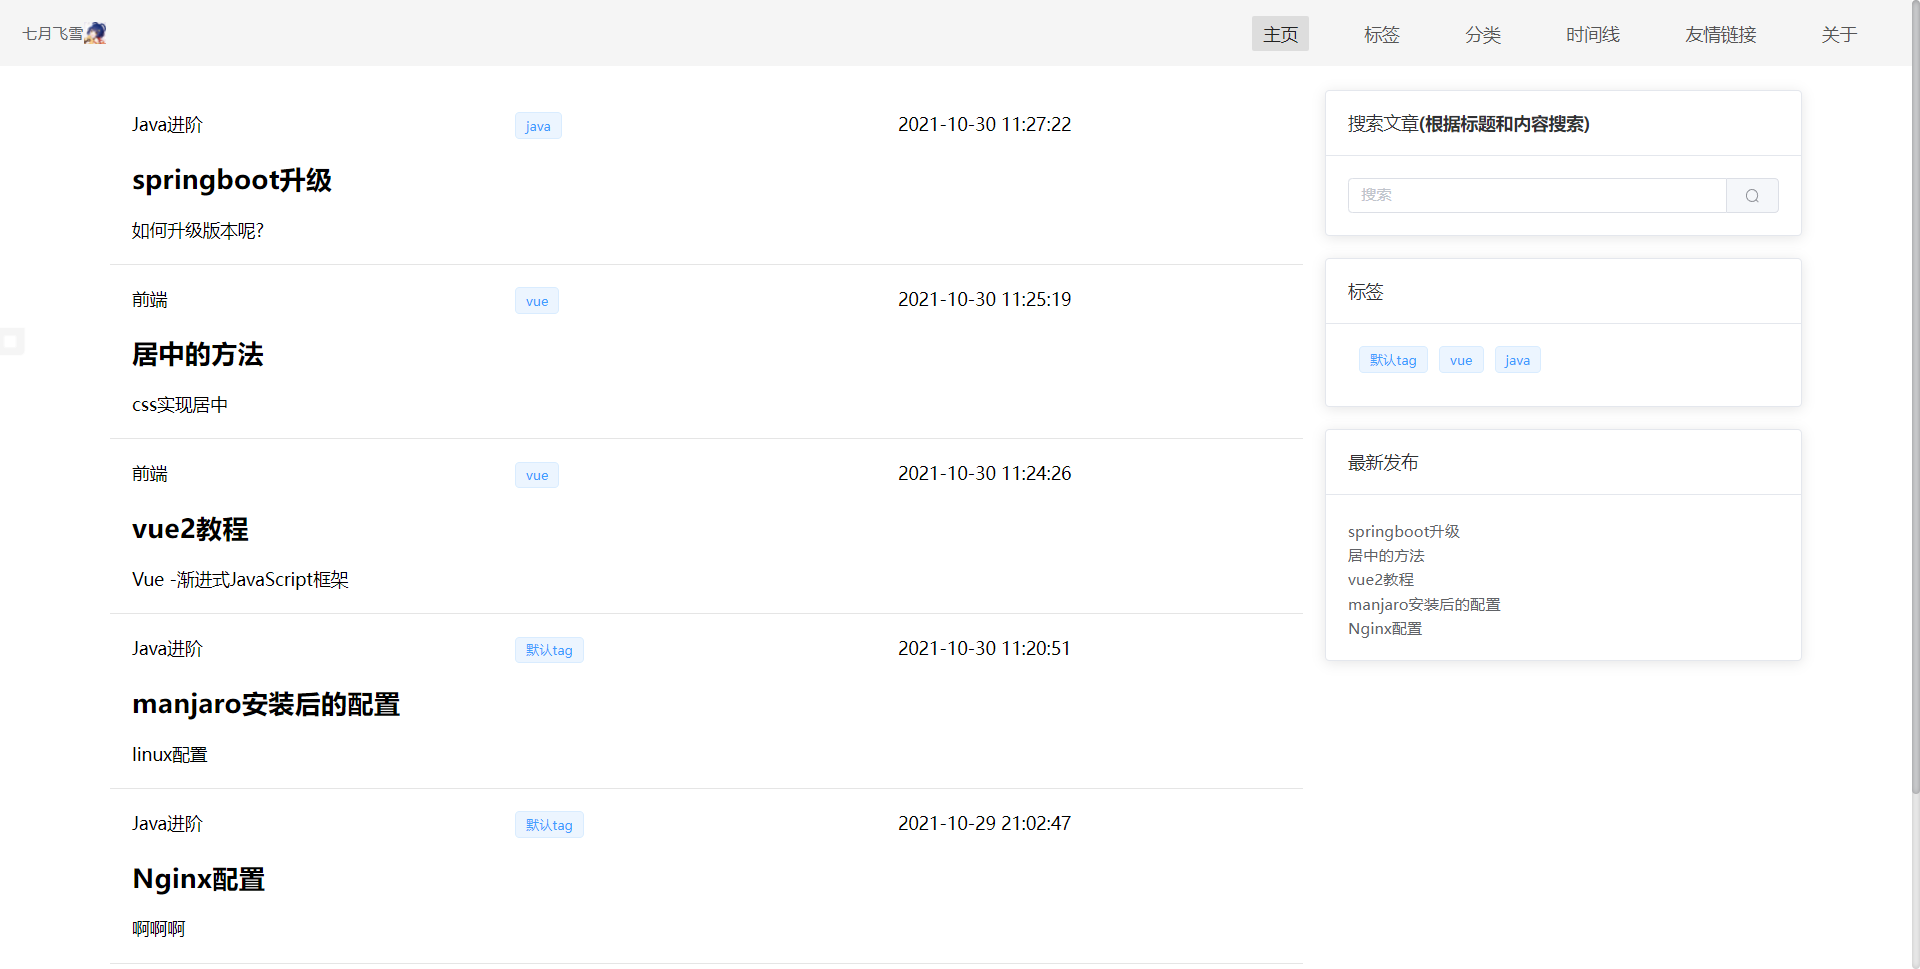 七月飞雪
主页 标签 分类 时间线 友情链接 关于
Java进阶 java 2021-10-30 11:27:22
springboot升级
如何升级版本呢?
前端 vue 2021-10-30 11:25:19
居中的方法
css实现居中
前端 vue 2021-10-30 11:24:26
vue2教程
Vue -渐进式JavaScript框架
Java进阶 默认tag 2021-10-30 11:20:51
manjaro安装后的配置
linux配置
Java进阶 默认tag 2021-10-29 21:02:47
Nginx配置
啊啊啊
搜索文章(根据标题和内容搜索)
搜索
标签
默认tag vue java
最新发布
springboot升级
居中的方法
vue2教程
manjaro安装后的配置
Nginx配置